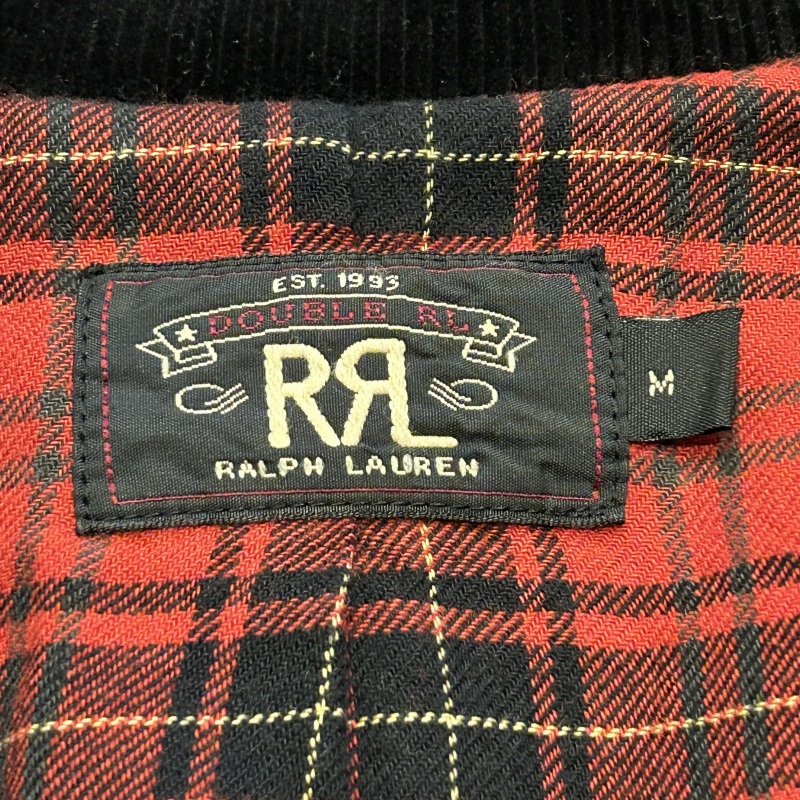 EST. 1993
DOUBLE RL
RRL
RALPH LAUREN
M